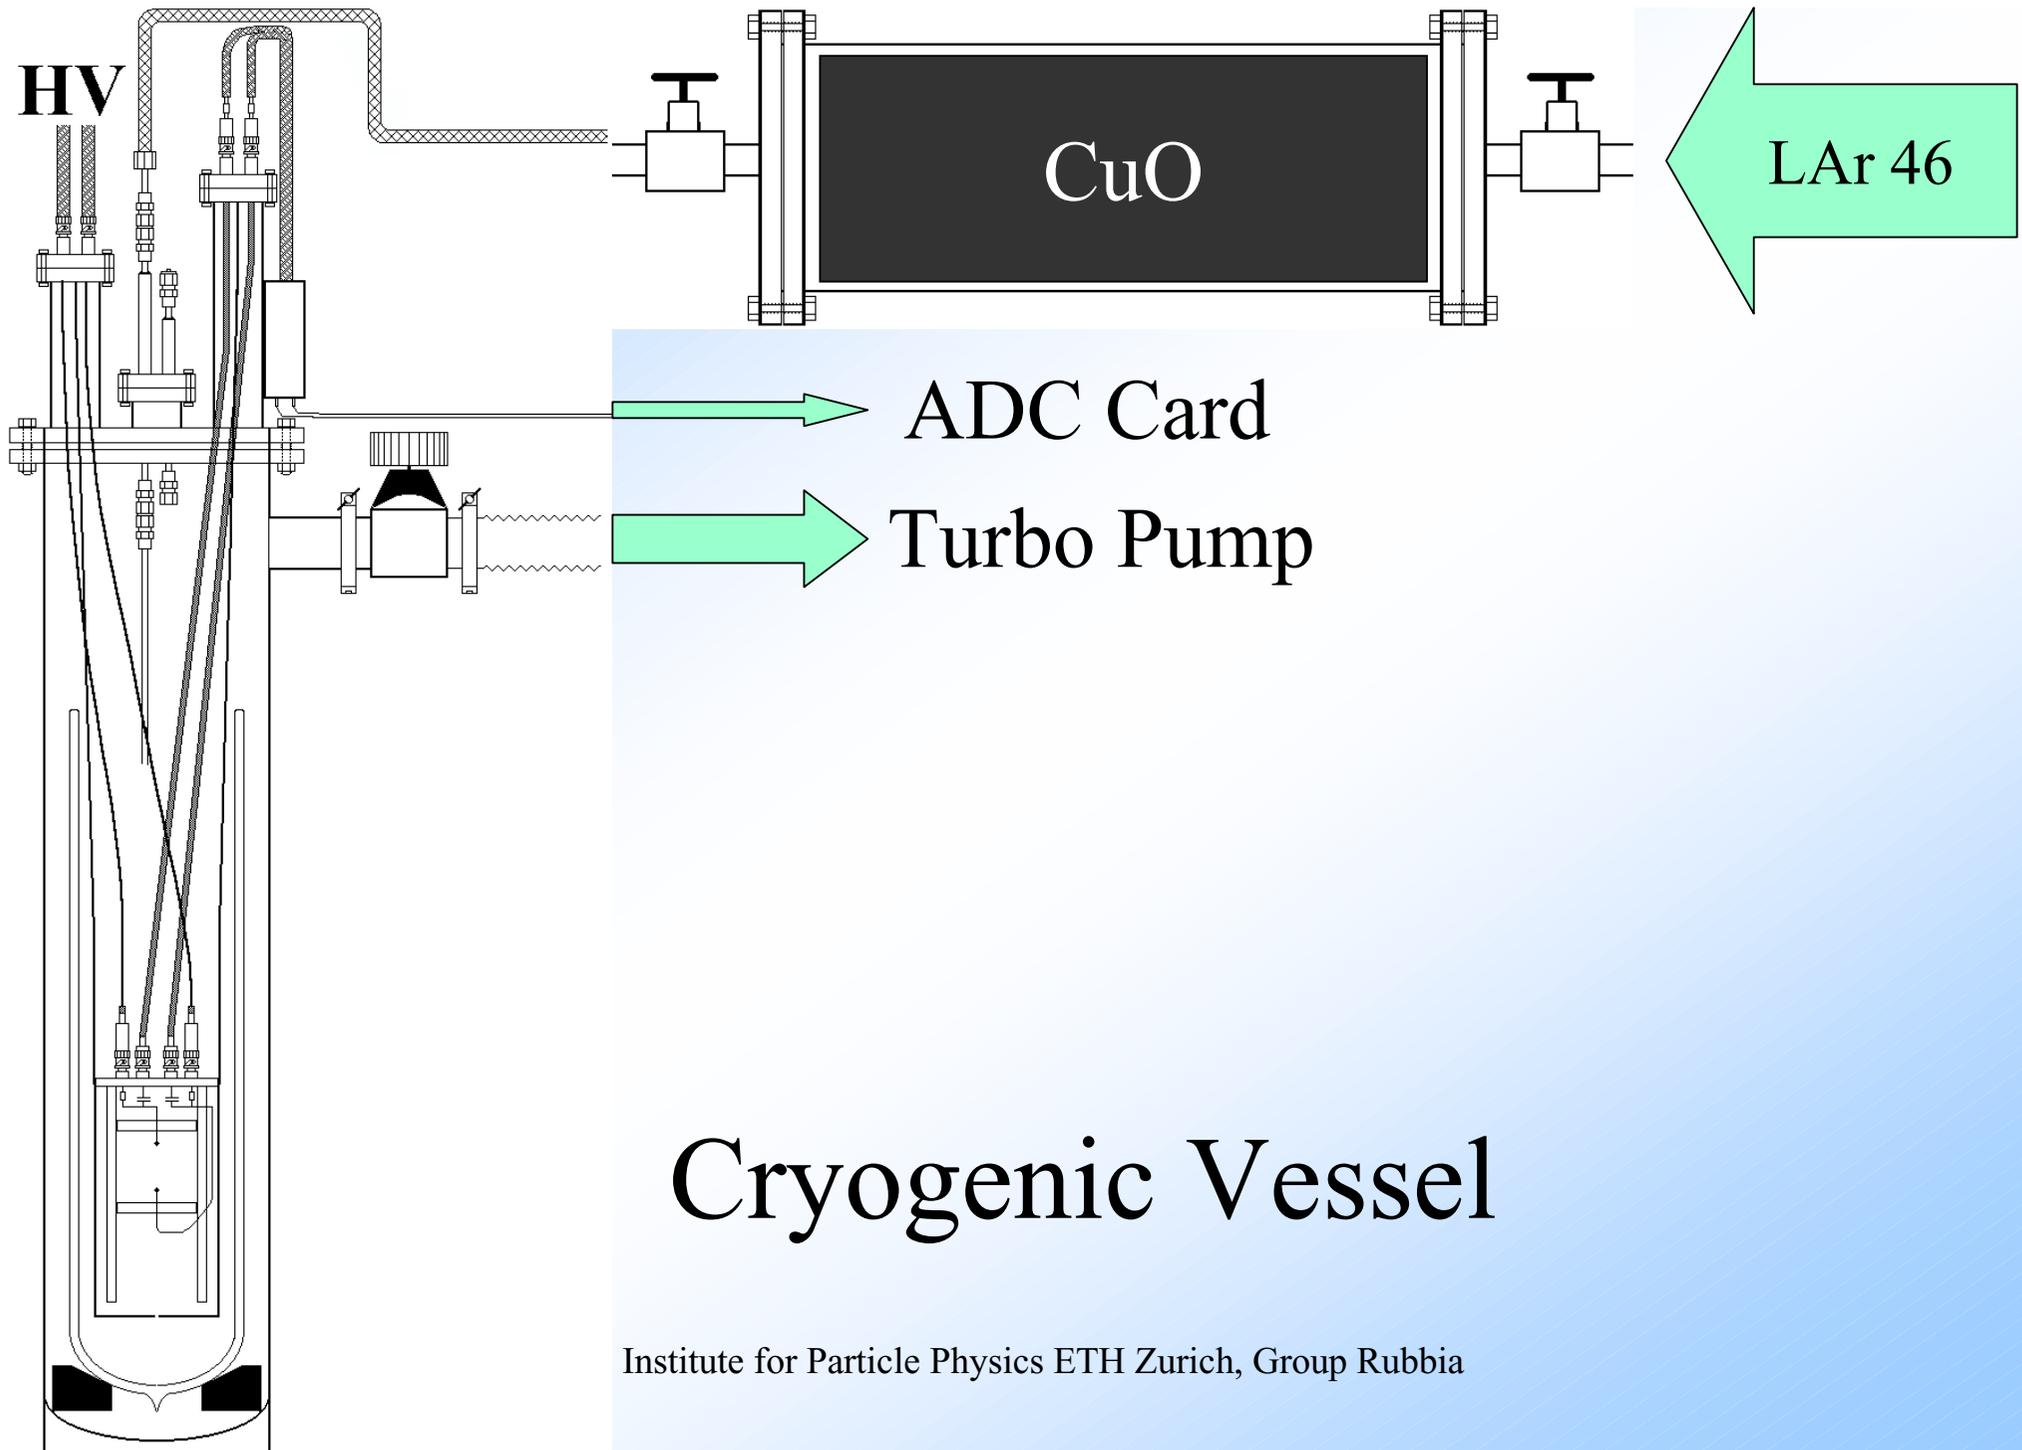 HV
CuO
LAr 46
ADC Card
Turbo Pump
Cryogenic Vessel
Institute for Particle Physics ETH Zurich, Group Rubbia